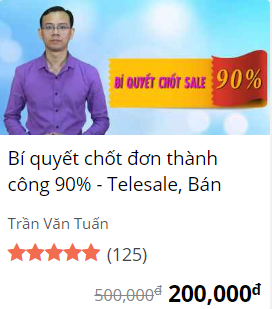 BÍ QUYẾT CHỐT SALE 90%
Bí quyết chốt đơn thành
công 90% - Telesale, Bán
Trần Văn Tuấn
(125)
500,000đ 200,000đ